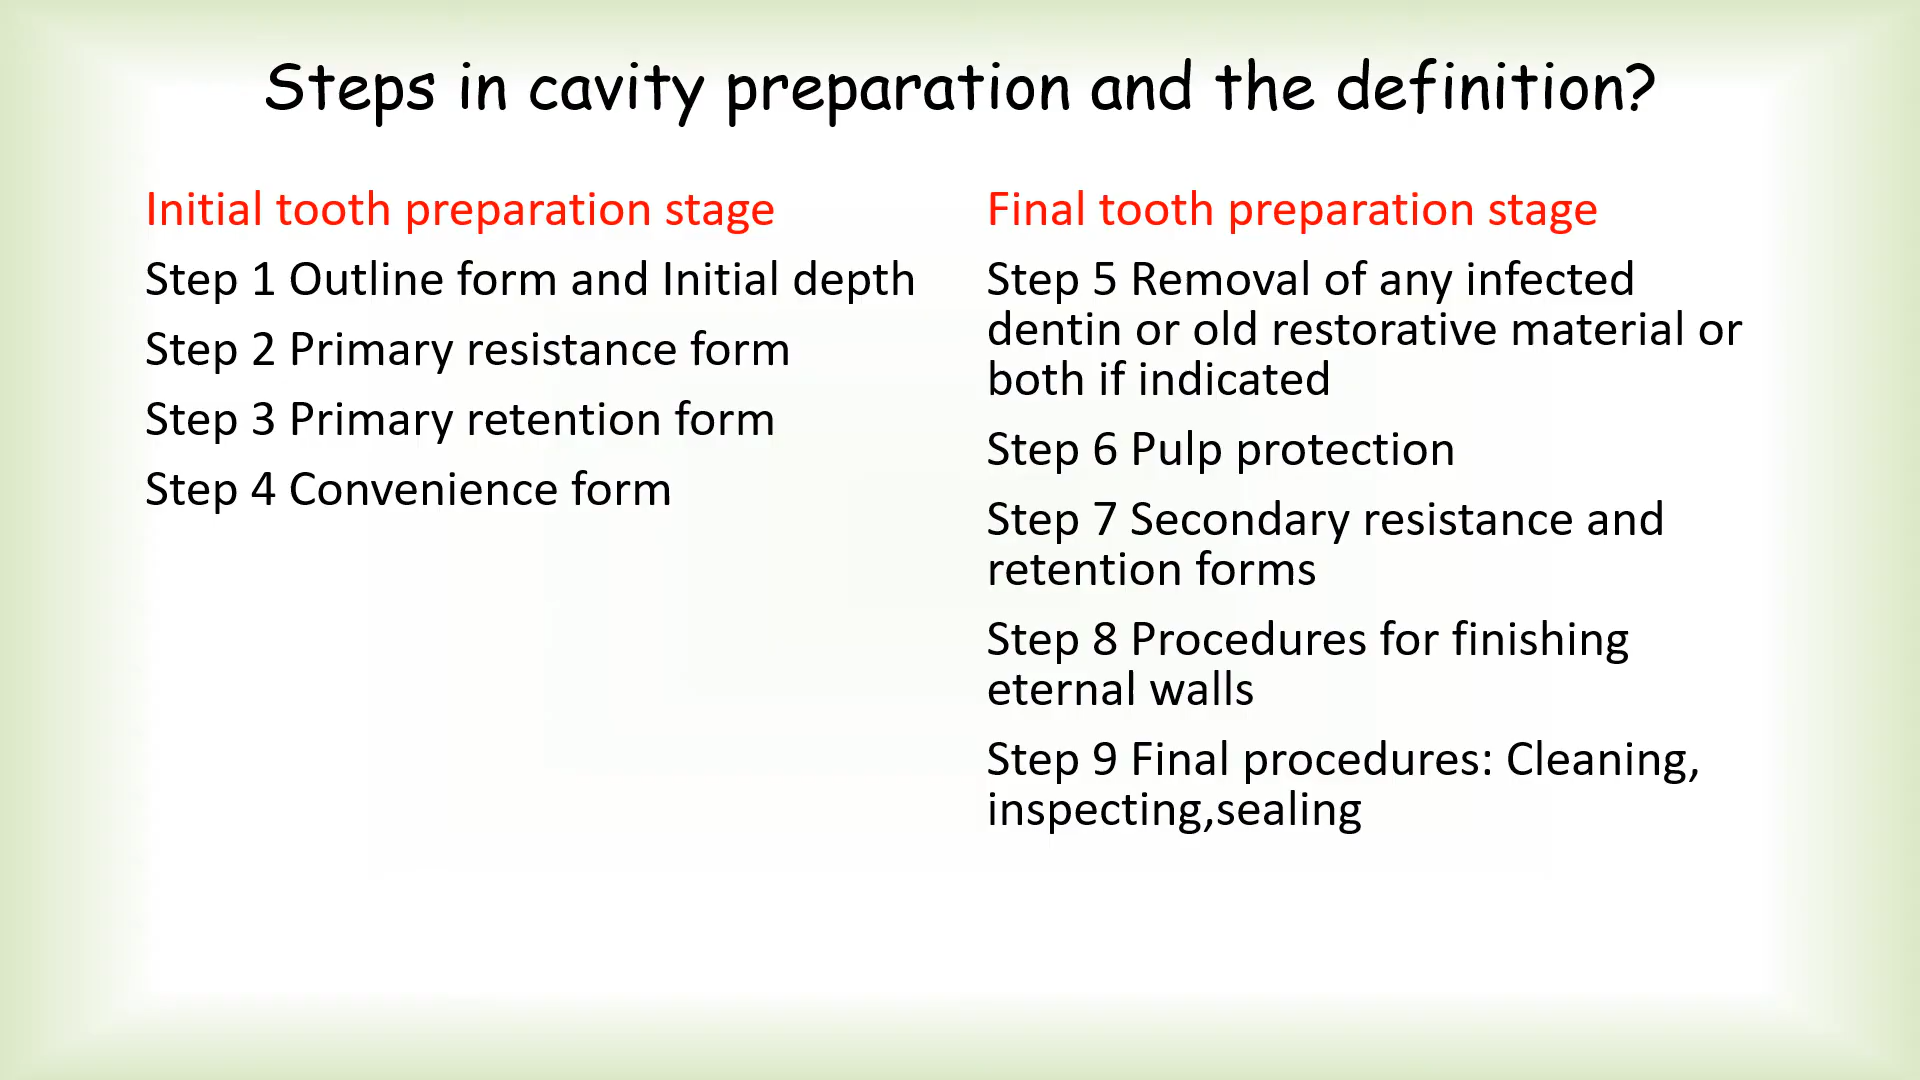 Steps in cavity preparation and the definition?
Initial tooth preparation stage
Step 1 Outline form and Initial depth
Step 2 Primary resistance form
Step 3 Primary retention form
Step 4 Convenience form
Final tooth preparation stage
Step 5 Removal of any infected
dentin or old restorative material or
both if indicated
Step 6 Pulp protection
Step 7 Secondary resistance and
retention forms
Step 8 Procedures for finishing
eternal walls
Step 9 Final procedures: Cleaning,
inspecting,sealing